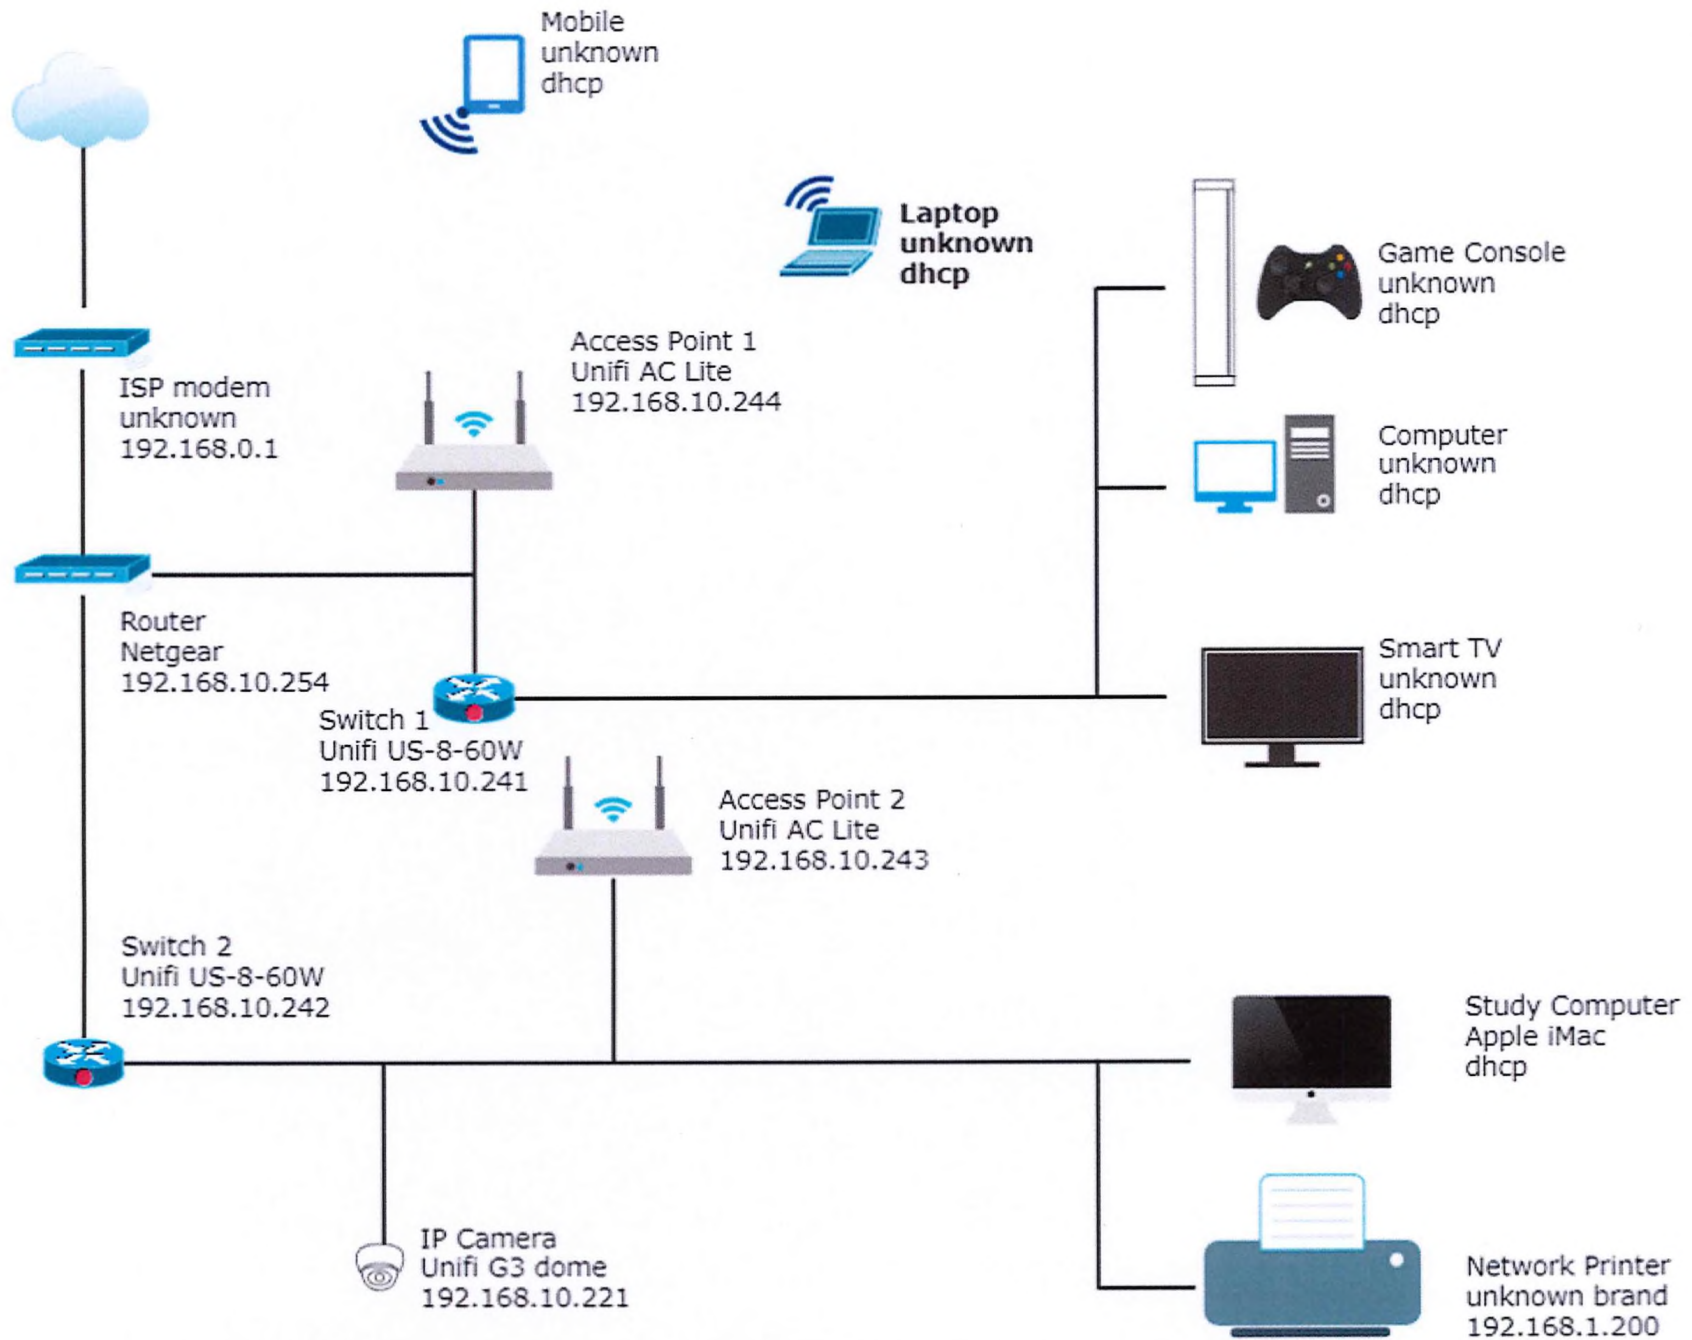 Mobile
unknown
dhcp
Laptop
unknown
dhcp
Game Console
unknown
dhcp
Access Point 1
Unifi AC Lite
192.168.10.244
ISP modem
unknown
192.168.0.1
Computer
unknown
dhcp
Router
Netgear
192.168.10.254
Smart TV
unknown
dhcp
Switch 1
Unifi US-8-60W
192.168.10.241
Access Point 2
Unifi AC Lite
192.168.10.243
Switch 2
Unifi US-8-60W
192.168.10.242
Study Computer
Apple iMac
dhcp
IP Camera
Unifi G3 dome
192.168.10.221
Network Printer
unknown brand
192.168.1.200